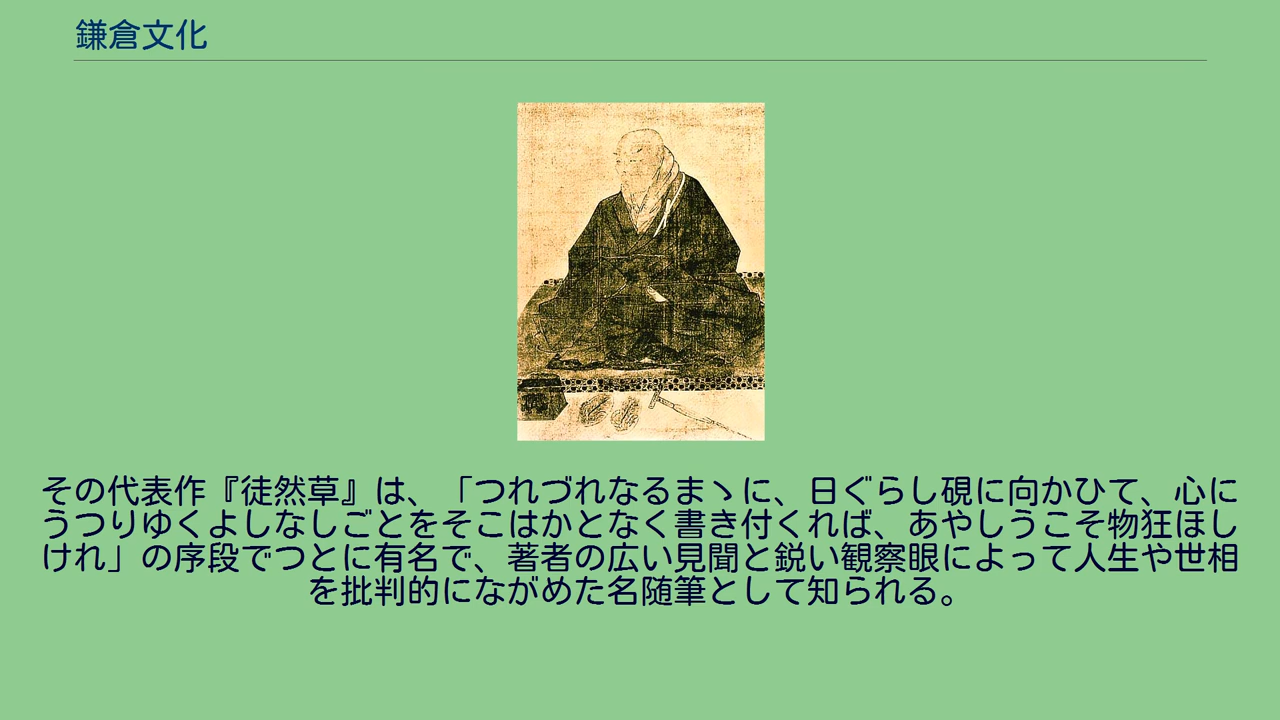 鎌倉文化
その代表作『徒然草』は、「つれづれなるまゝに、日ぐらし硯に向かひて、心に
うつりゆくよしなしごとをそこはかとなく書き付くれば、あやしうこそ物狂ほし
けれ」の序段でつとに有名で、著者の広い見聞と鋭い観察眼によって人生や世相
を批判的にながめた名随筆として知られる。